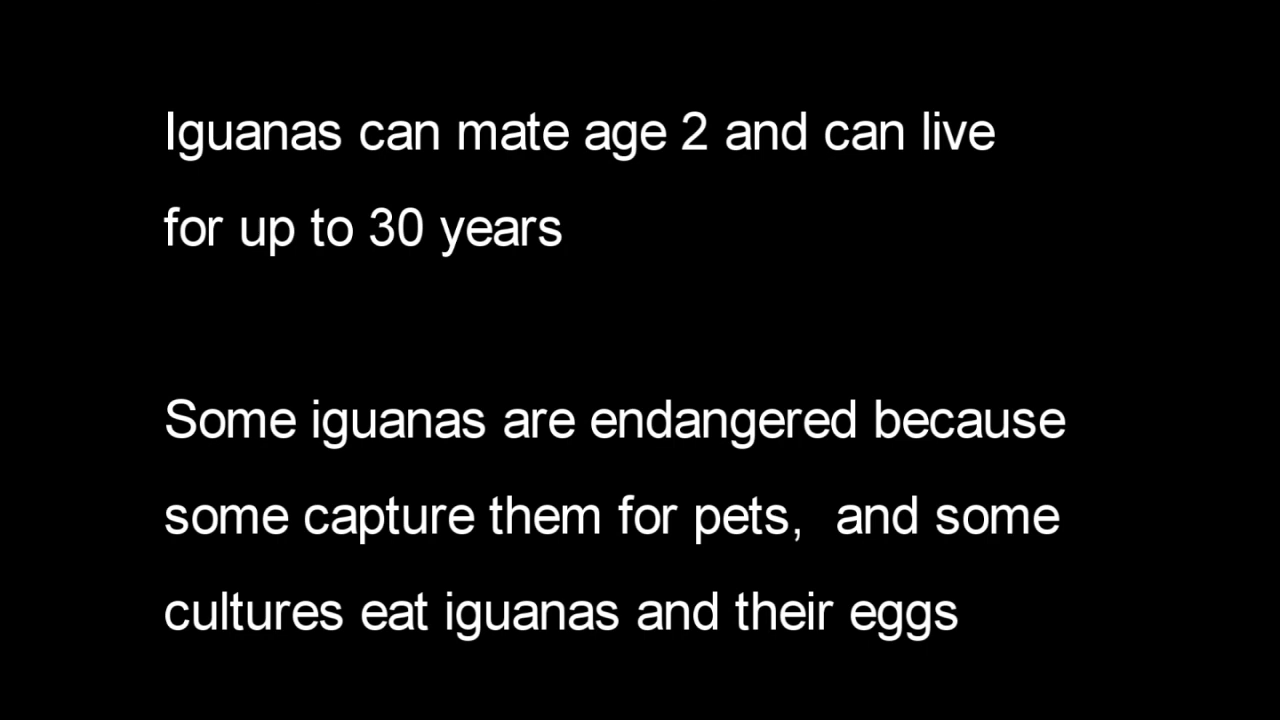 Iguanas can mate age 2 and can live
for up to 30 years
Some iguanas are endangered because
some capture them for pets,  and some
cultures eat iguanas and their eggs